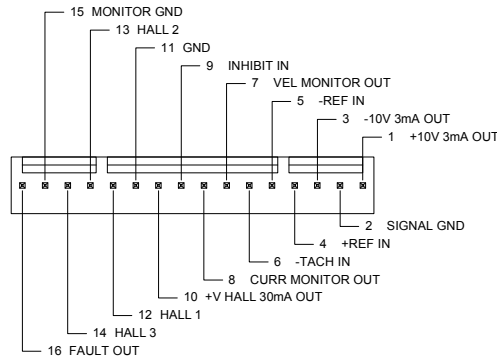 15 MONITOR GND
13 HALL 2
11 GND
9 INHIBIT IN
7 VEL MONITOR OUT
5 -REF IN
3 -10V 3mA OUT
1 +10V 3mA OUT
2 SIGNAL GND
4 +REF IN
6 -TACH IN
8 CURR MONITOR OUT
10 +V HALL 30mA OUT
12 HALL 1
14 HALL 3
16 FAULT OUT